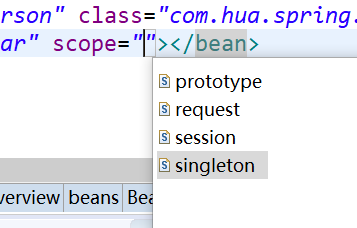 rson" class="com.hua.spring.
ar" scope=""></bean>
prototype
request
session
singleton
verview beans Bea